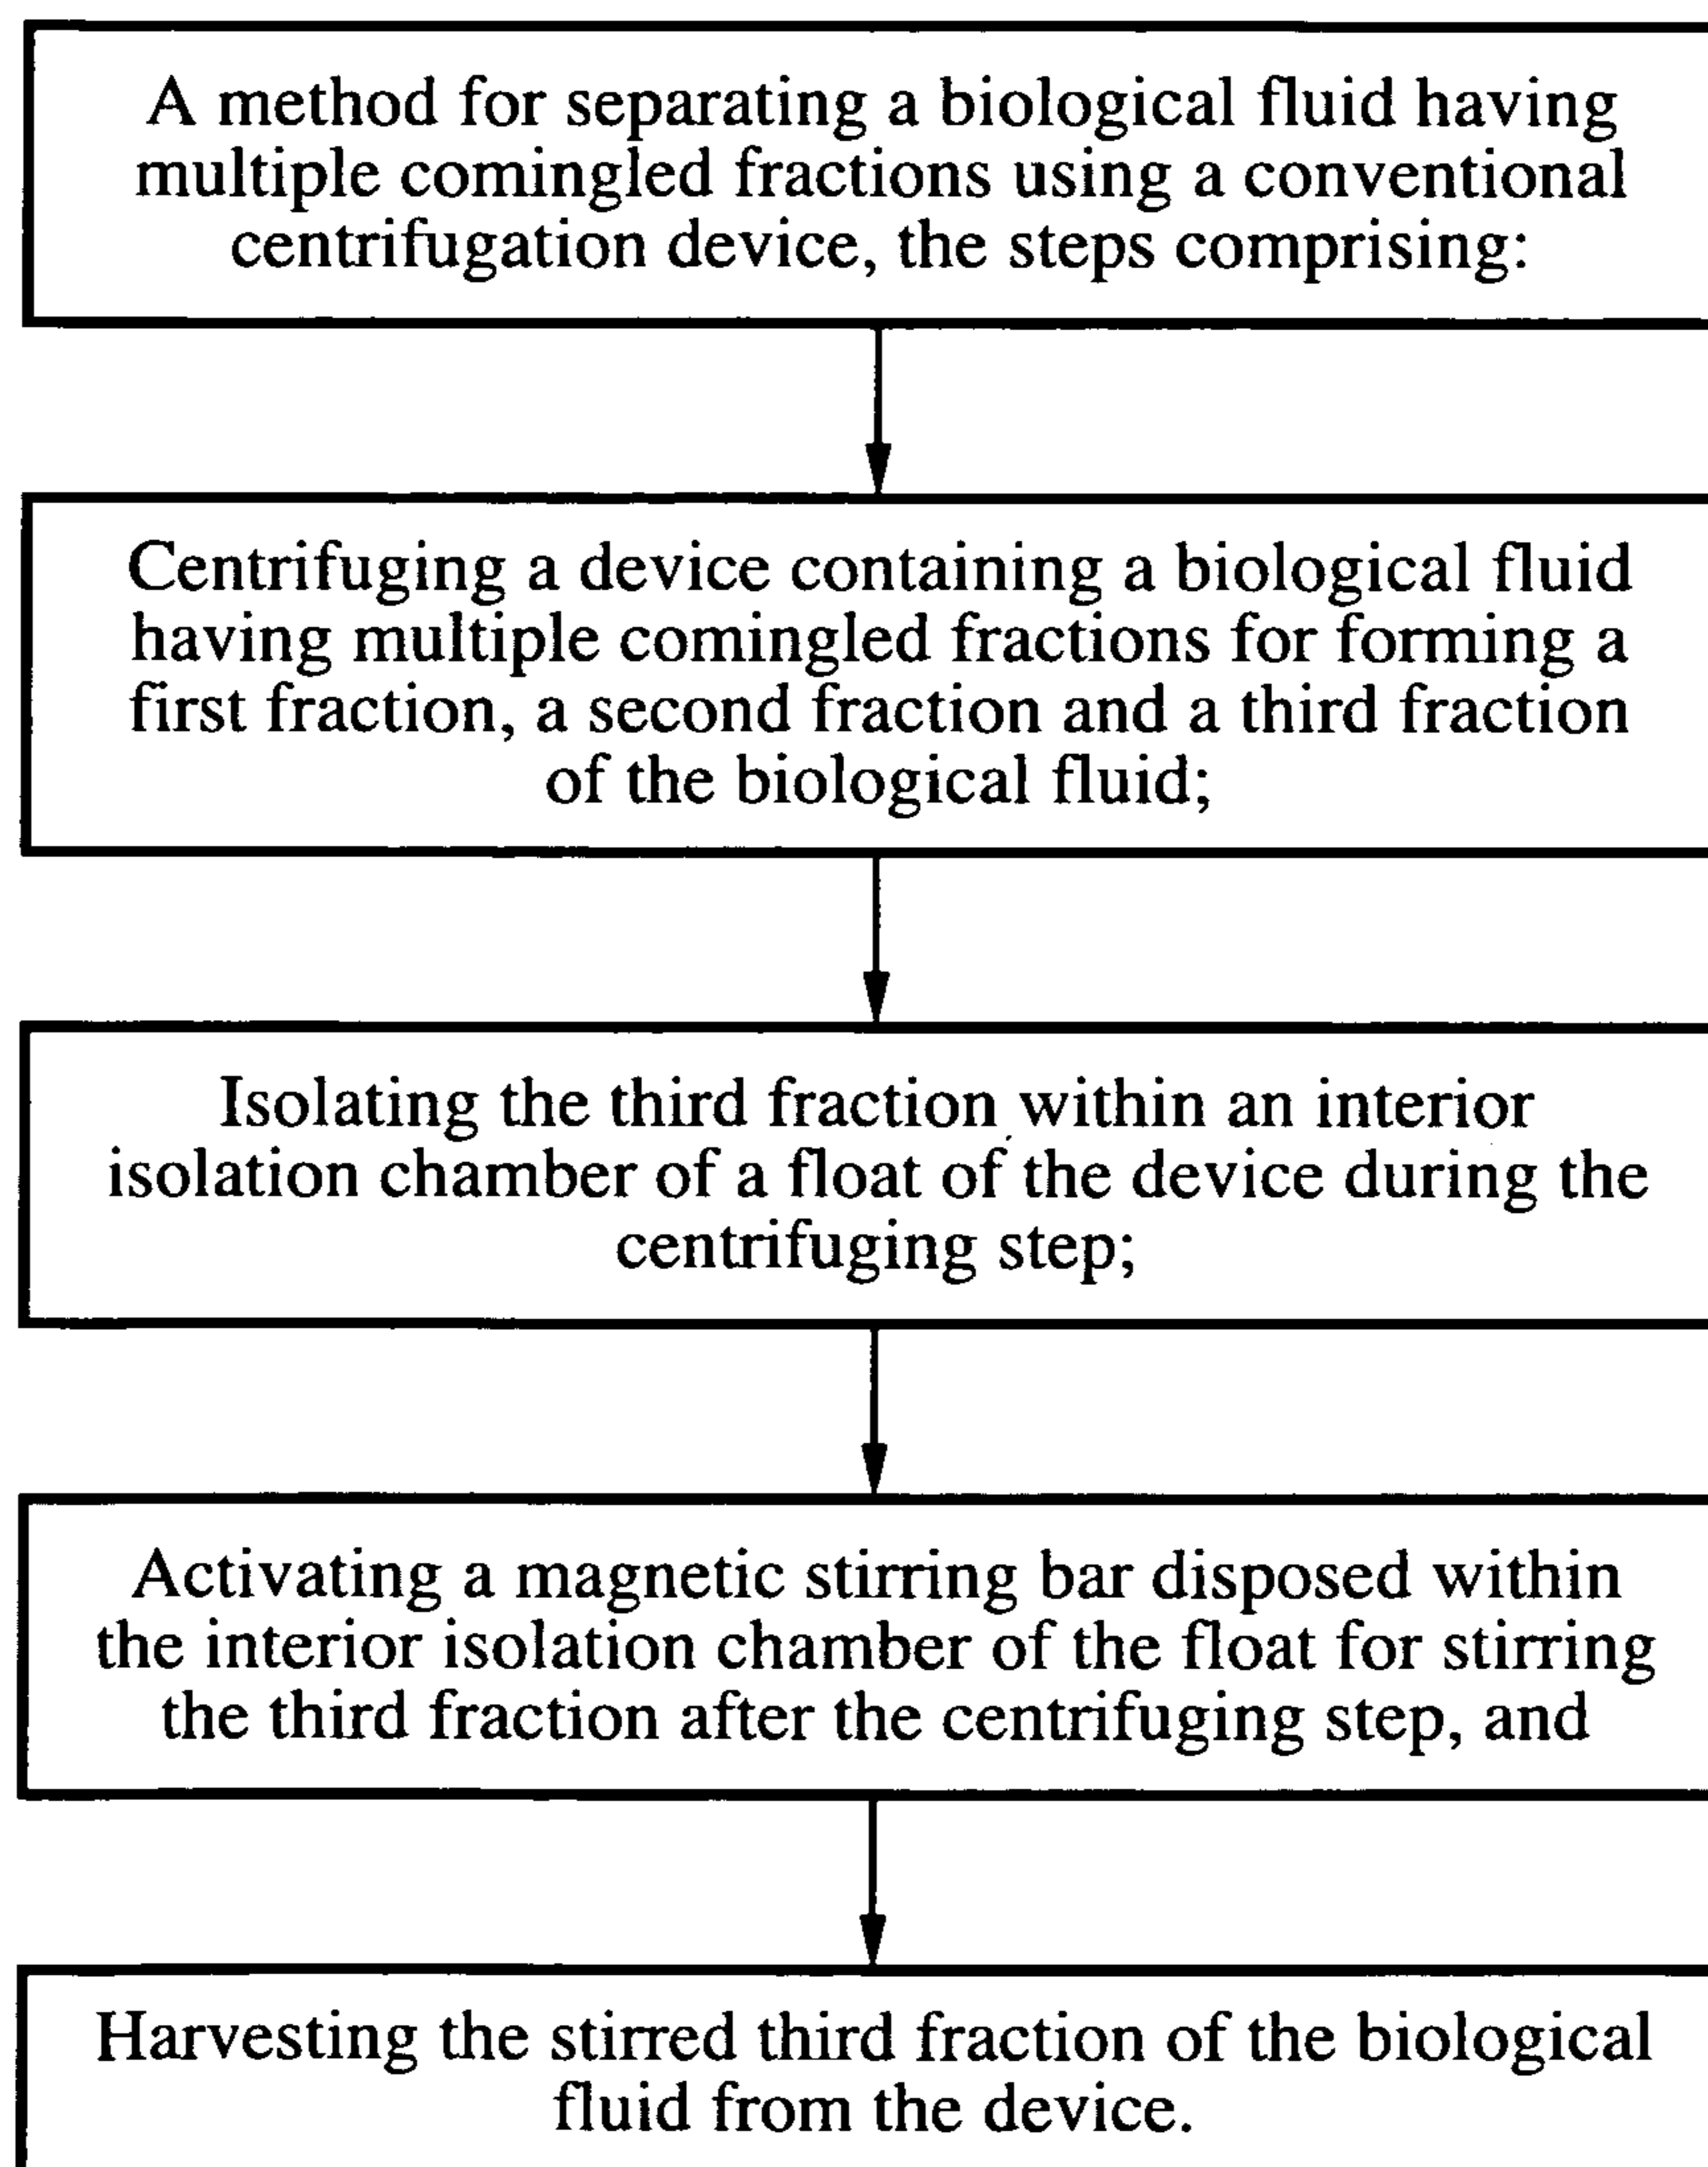 A method for separating a biological fluid having
multiple comingled fractions using a conventional
centrifugation device, the steps comprising:
Centrifuging a device containing a biological fluid
having multiple comingled fractions for forming a
first fraction, a second fraction and a third fraction
of the biological fluid;
Isolating the third fraction within an interior
isolation chamber of a float of the device during the
centrifuging step;
Activating a magnetic stirring bar disposed within
the interior isolation chamber of the float for stirring
the third fraction after the centrifuging step, and
Harvesting the stirred third fraction of the biological
fluid from the device.